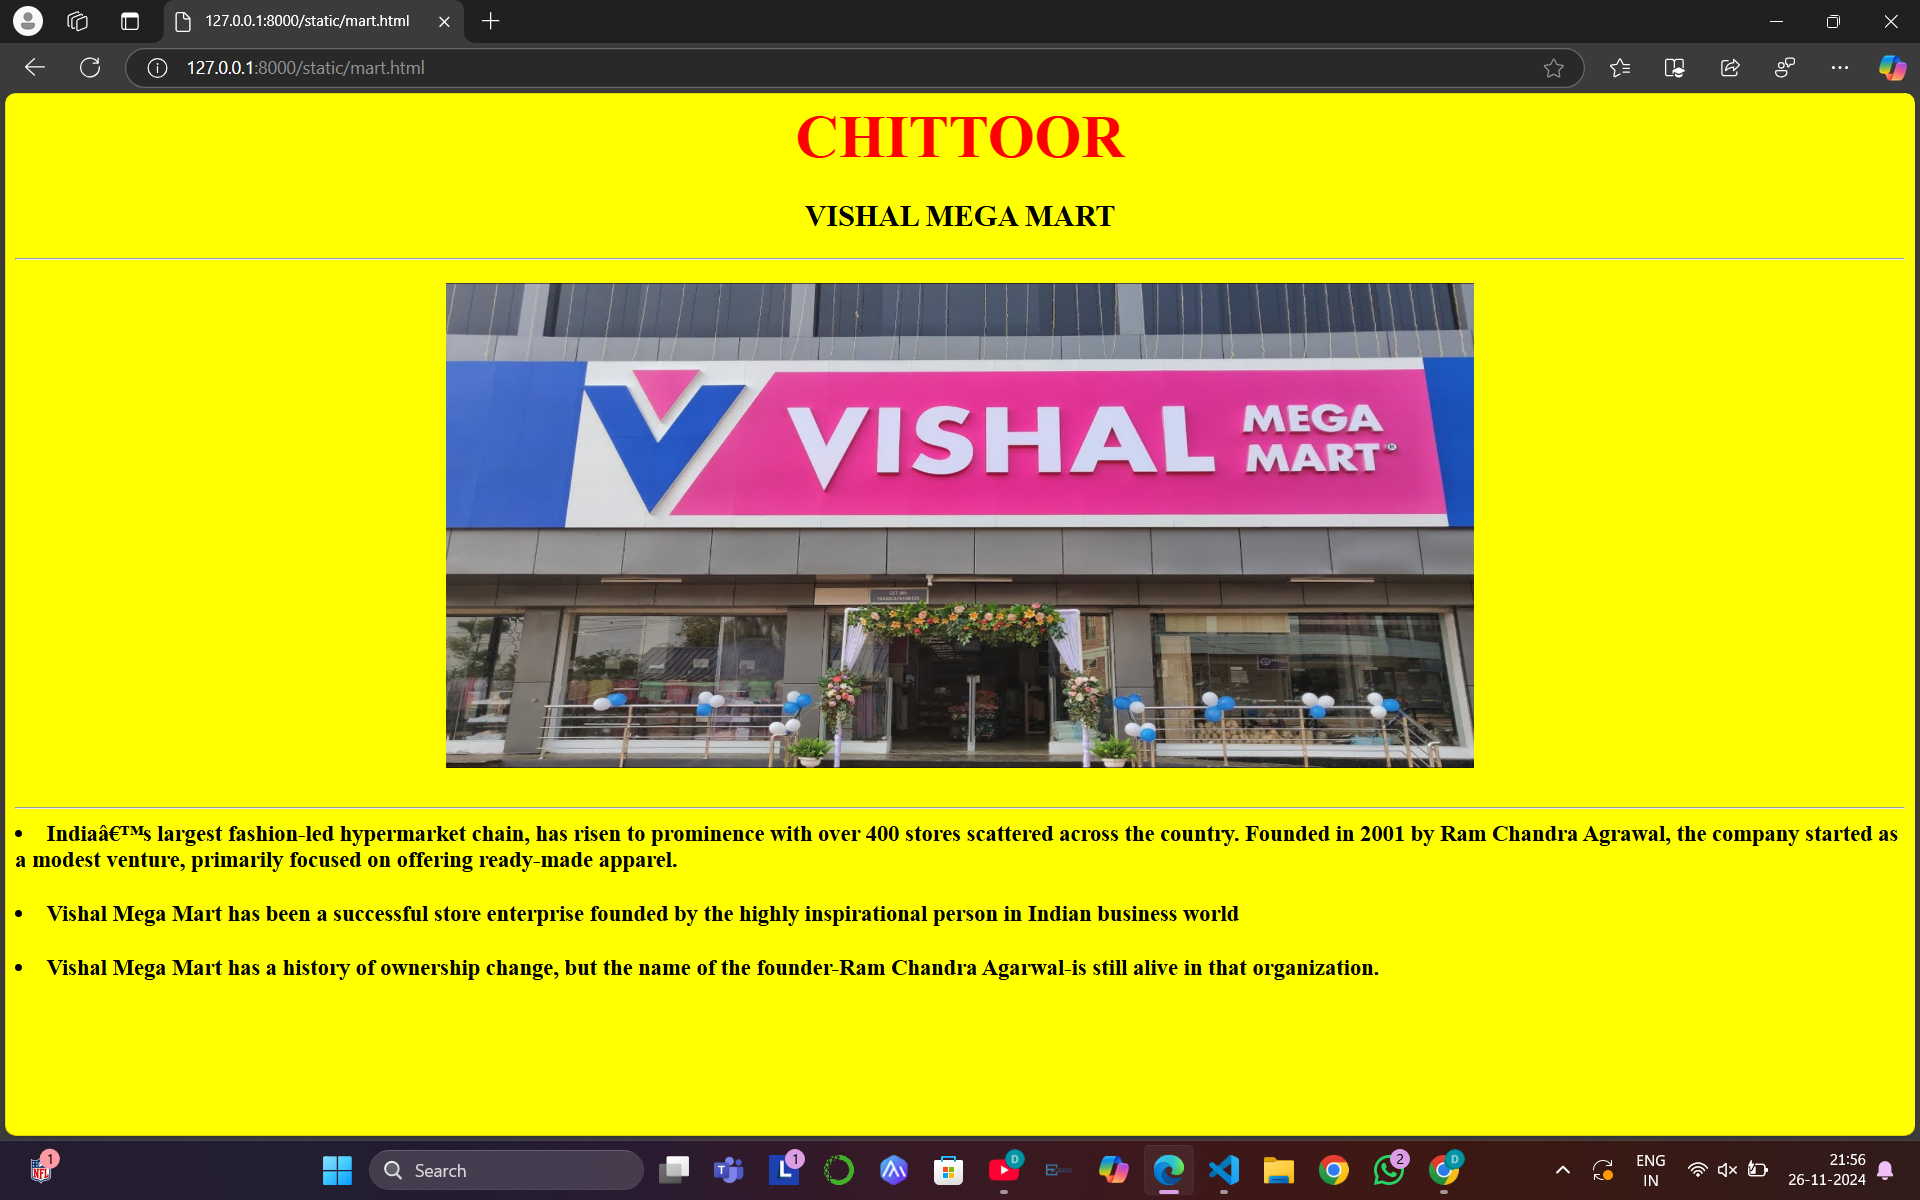 127.0.0.1:8000/static/mart.html
127.0.0.1:8000/static/mart.html
CHITTOOR
VISHAL MEGA MART
VISHAL
MEGA
MART®
• Indiaâ€™s largest fashion-led hypermarket chain, has risen to prominence with over 400 stores scattered across the country. Founded in 2001 by Ram Chandra Agrawal, the company started as
a modest venture, primarily focused on offering ready-made apparel.
• Vishal Mega Mart has been a successful store enterprise founded by the highly inspirational person in Indian business world
• Vishal Mega Mart has a history of ownership change, but the name of the founder-Ram Chandra Agarwal-is still alive in that organization.
1
NFL
Search
T
L
1
D
2
D
ENG
IN
21:56
26-11-2024